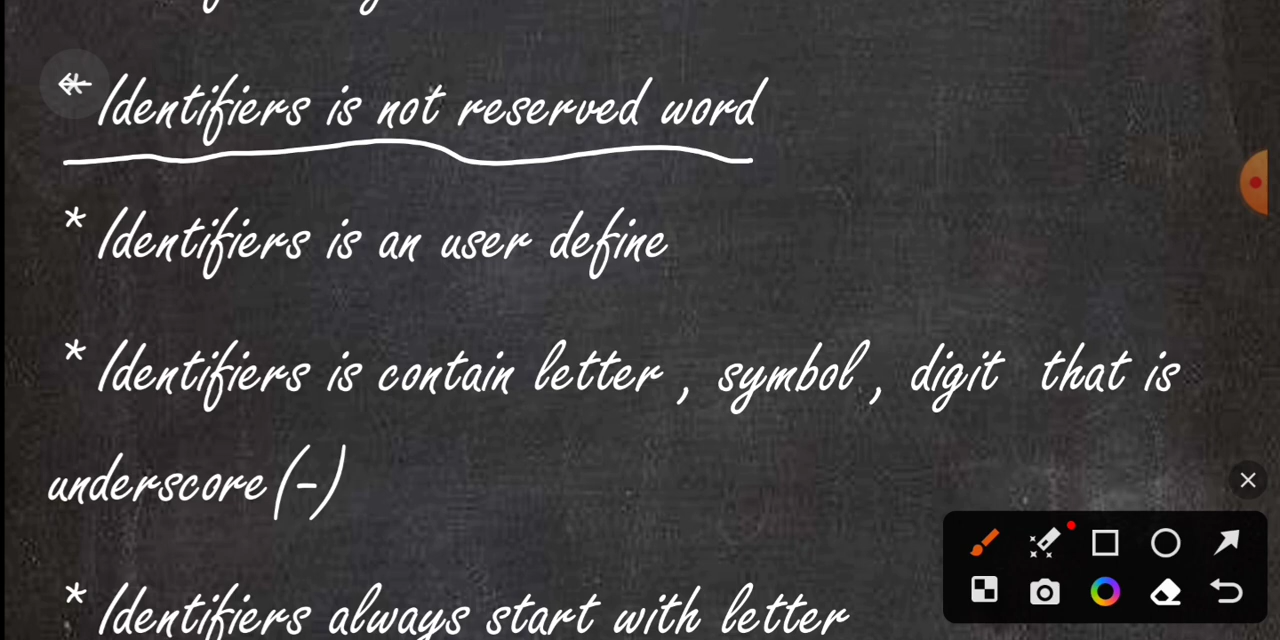 Identifiers is not reserved word
* Identifiers is an user define
* Identifiers is contain letter , symbol , digit that is
underscore (-)
* Identifiers always start with letter